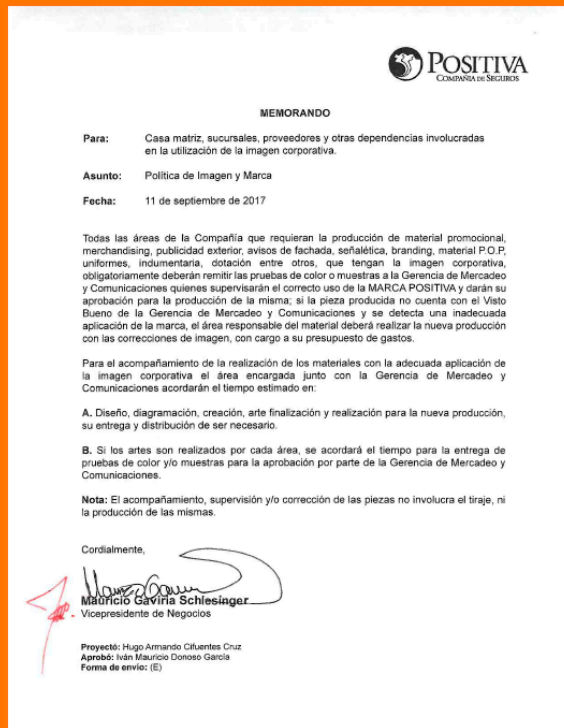 POSITIVA
COMPAÑIA DE SEGUROS
MEMORANDO
Para: Casa matriz, sucursales, proveedores y otras dependencias involucradas
en la utilización de la imagen corporativa.
Asunto: Política de Imagen y Marca
Fecha: 11 de septiembre de 2017
Todas las áreas de la Compañía que requieran la producción de material promocional,
merchandising, publicidad exterior, avisos de fachada, señalética, branding, material P.O.P,
uniformes, indumentaria, dotación entre otros, que tengan la imagen corporativa,
obligatoriamente deberán remitir las pruebas de color o muestras a la Gerencia de Mercadeo
y Comunicaciones quienes supervisarán el correcto uso de la MARCA POSITIVA y darán su
aprobación para la producción de la misma; si la pieza producida no cuenta con el Visto
Bueno de la Gerencia de Mercadeo y Comunicaciones y se detecta una inadecuada
aplicación de la marca, el área responsable del material deberá realizar la nueva producción
con las correcciones de imagen, con cargo a su presupuesto de gastos.
Para el acompañamiento de la realización de los materiales con la adecuada aplicación de
la imagen corporativa el área encargada junto con la Gerencia de Mercadeo y
Comunicaciones acordarán el tiempo estimado en:
A. Diseño, diagramación, creación, arte finalización y realización para la nueva producción,
su entrega y distribución de ser necesario.
B. Si los artes son realizados por cada área, se acordará el tiempo para la entrega de
pruebas de color y/o muestras para la aprobación por parte de la Gerencia de Mercadeo y
Comunicaciones.
Nota: El acompañamiento, supervisión y/o corrección de las piezas no involucra el tiraje, ni
la producción de las mismas.
Cordialmente,
Mauricio Gaviria Schlesinger
Vicepresidente de Negocios
Proyectó: Hugo Armando Cifuentes Cruz
Aprobó: Iván Mauricio Donoso García
Forma de envío: (E)